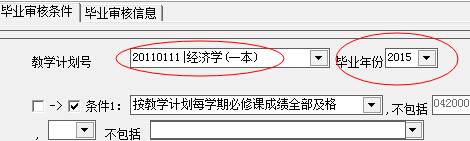 毕业审核条件 毕业审核信息
教学计划号 20110111|经济学(一本) 毕业年份 2015
-> 条件1: 按教学计划每学期必修课成绩全部及格 ,不包括 042000
, 不包括